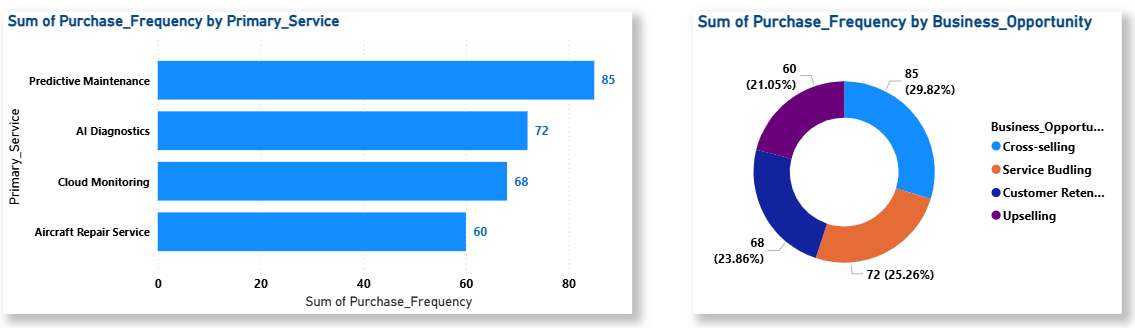 Sum of Purchase_Frequency by Primary_Service
Primary_Service
Predictive Maintenance
85
AI Diagnostics
72
Cloud Monitoring
68
Aircraft Repair Service
60
0 20 40 60 80
Sum of Purchase_Frequency
Sum of Purchase_Frequency by Business_Opportunity
60
(21.05%)
85
(29.82%)
68
(23.86%)
72 (25.26%)
Business_Opportu...
Cross-selling
Service Budling
Customer Reten...
Upselling